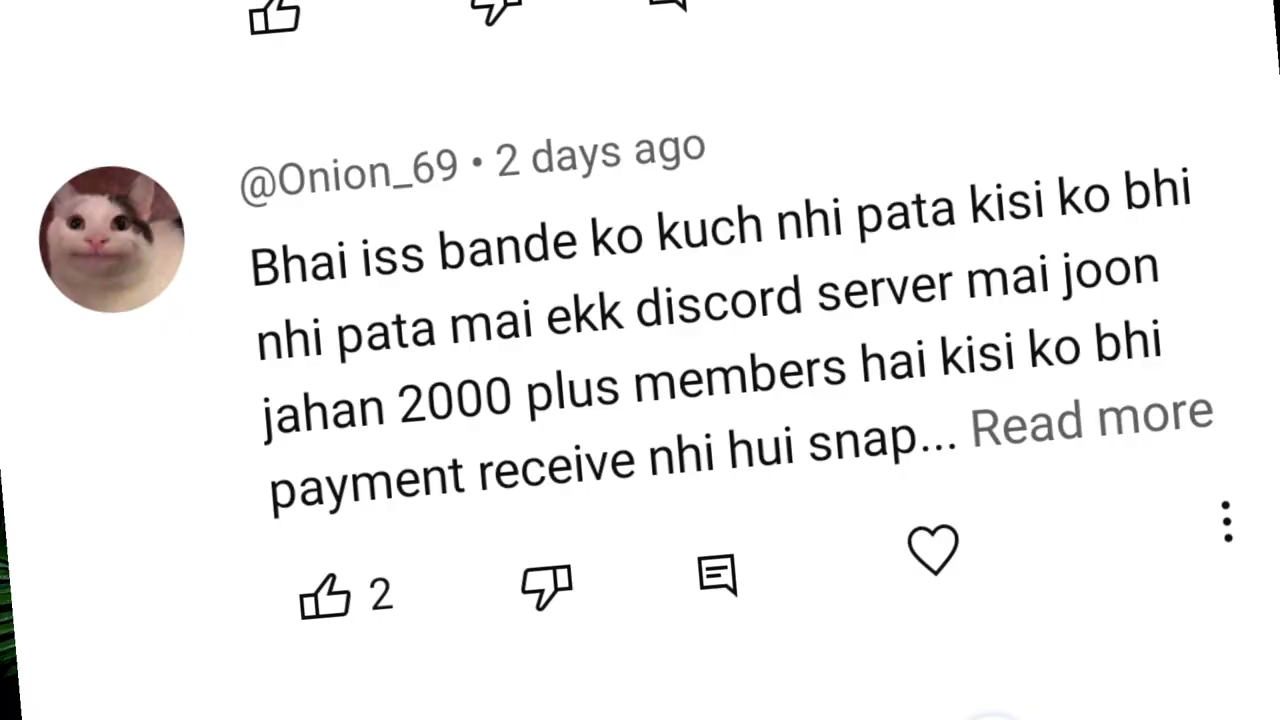 @Onion_69 • 2 days ago
Bhai iss bande ko kuch nhi pata kisi ko bhi
nhi pata mai ekk discord server mai joon
jahan 2000 plus members hai kisi ko bhi
payment receive nhi hui snap... Read more
2